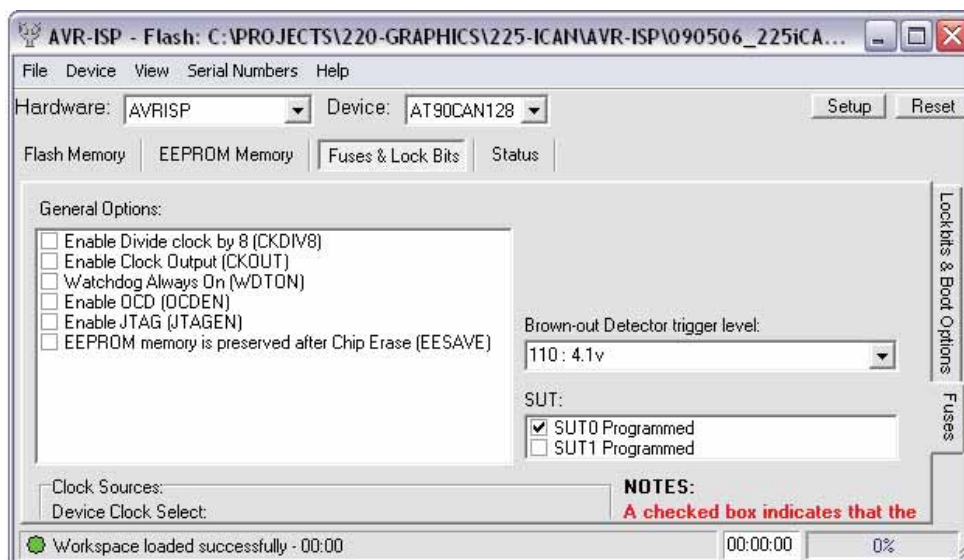 AVR-ISP - Flash: C:\PROJECTS\220-GRAPHICS\225-ICAN\AVR-ISP\090506_225iCA...
File Device View Serial Numbers Help
Hardware: AVRISP Device: AT90CAN128 Setup Reset
Flash Memory EEPROM Memory Fuses & Lock Bits Status
General Options:
Enable Divide clock by 8 (CKDIV8)
Enable Clock Output (CKOUT)
Watchdog Always On (WDTON)
Enable OCD (OCDEN)
Enable JTAG (JTAGEN)
EEPROM memory is preserved after Chip Erase (EESAVE)
Brown-out Detector trigger level:
110 : 4.1v
SUT:
SUT0 Programmed
SUT1 Programmed
Lockbits & Boot Options
Fuses
Clock Sources:
Device Clock Select:
NOTES:
A checked box indicates that the
Workspace loaded successfully - 00:00 00:00:00 0%